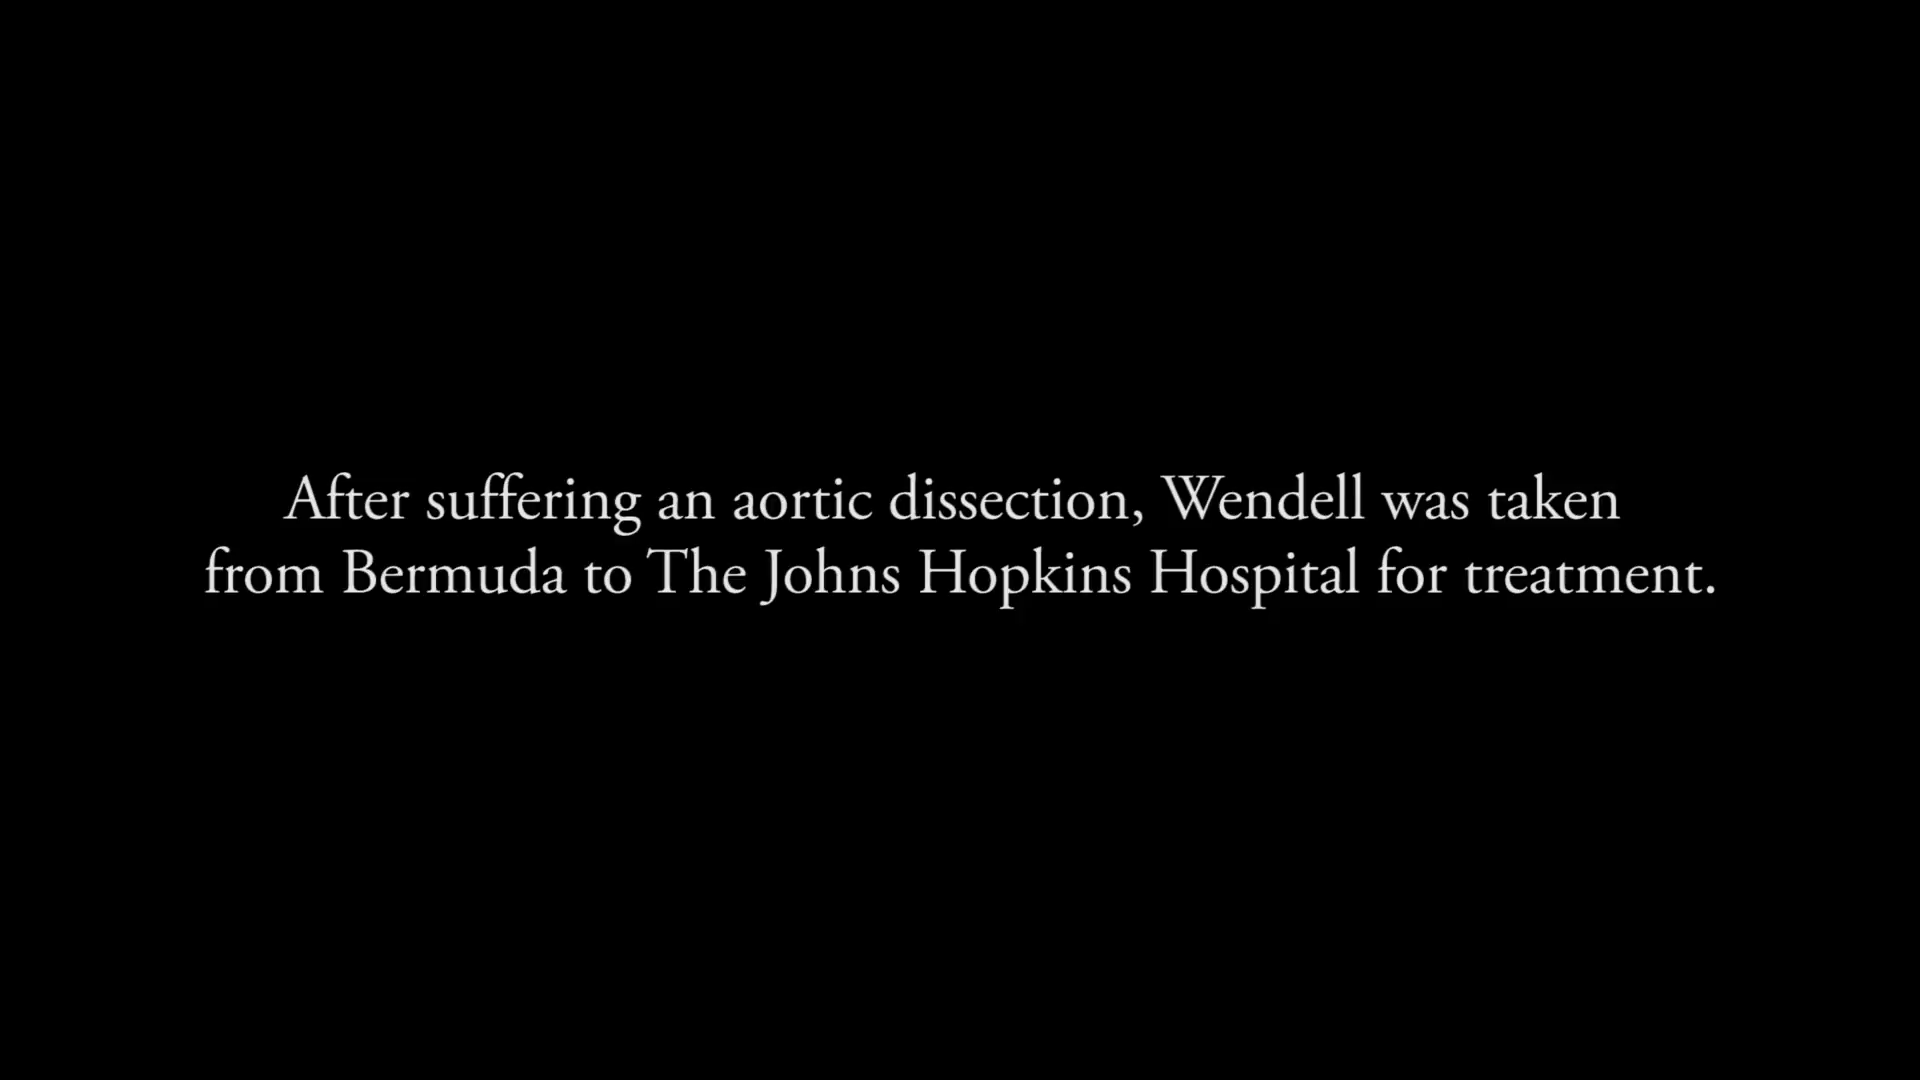 After suffering an aortic dissection, Wendell was taken
from Bermuda to The Johns Hopkins Hospital for treatment.